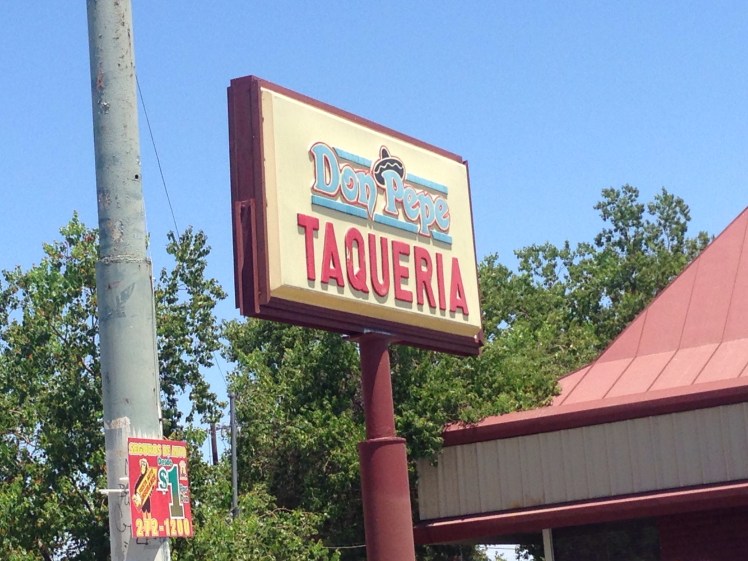 Don Pepe
TAQUERIA
$1
272-1200